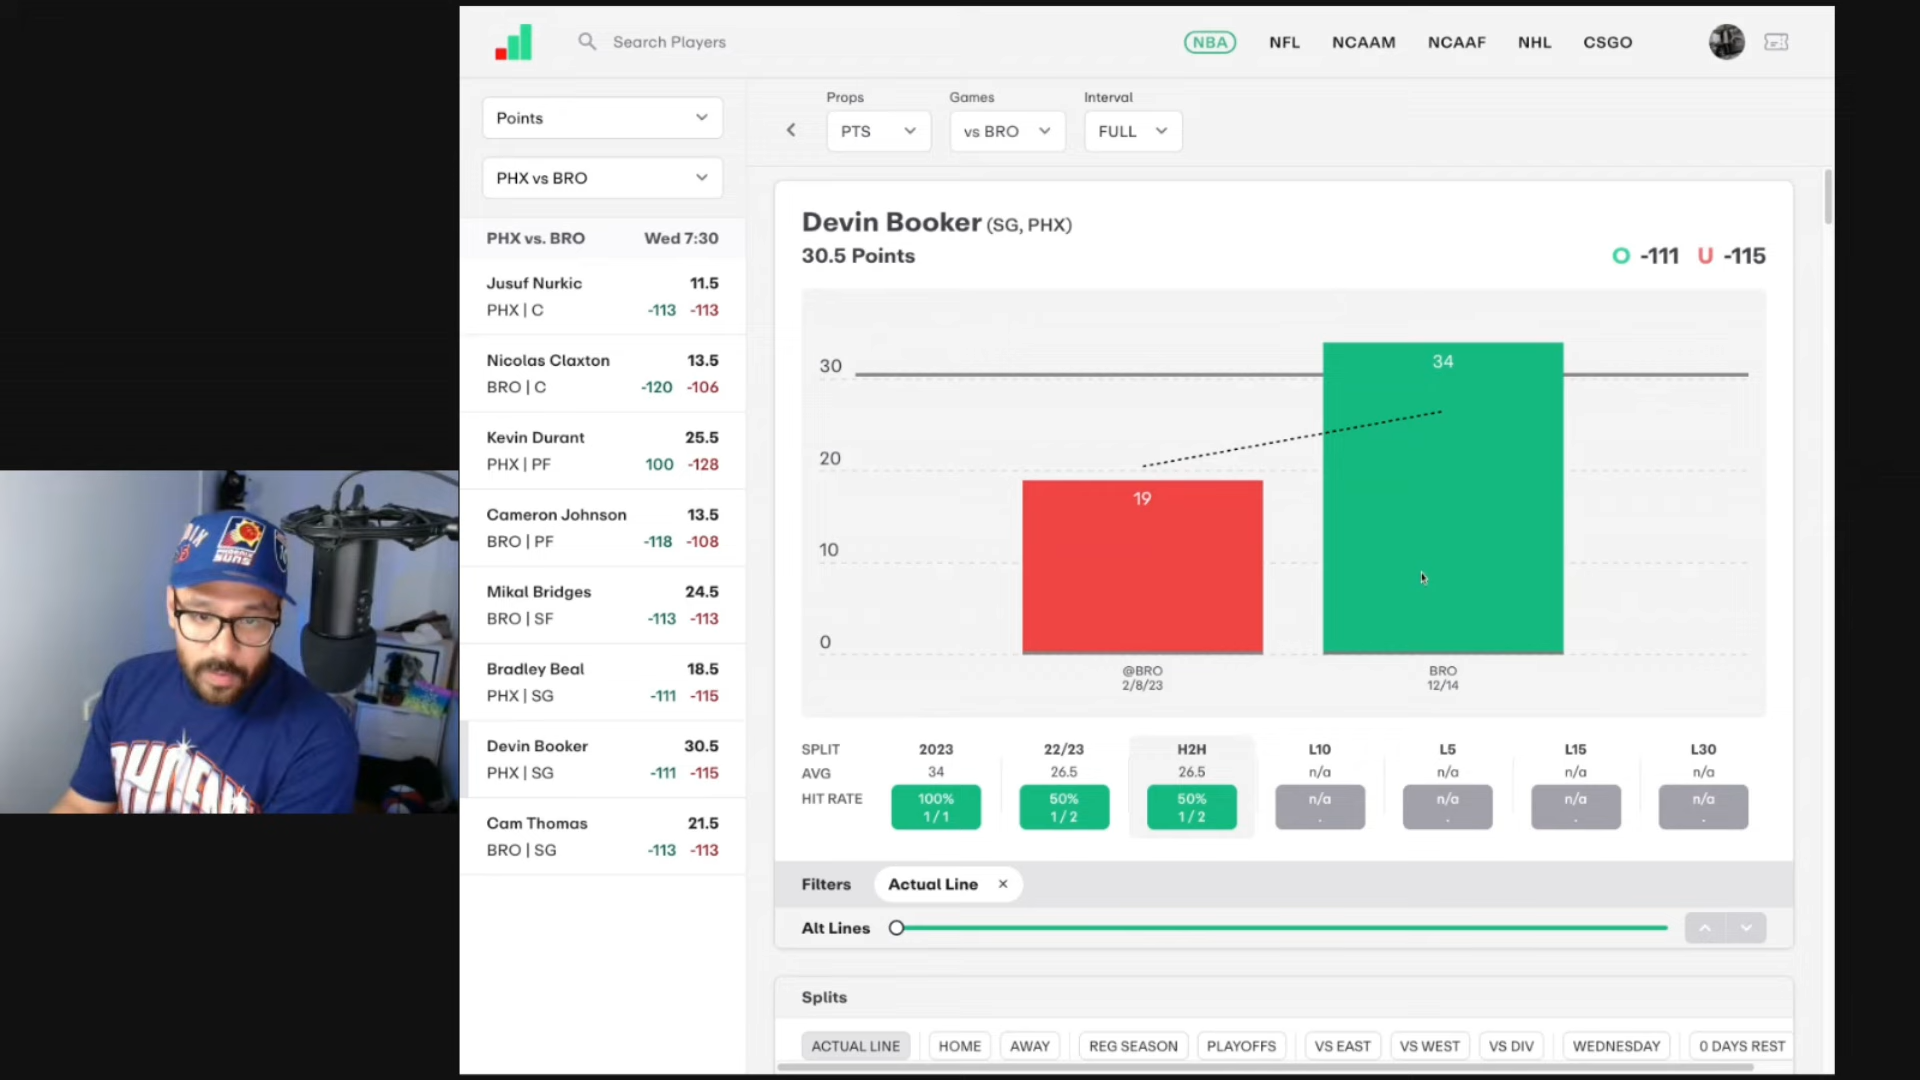 Search Players
NBA NFL NCAAM NCAAF NHL CSGO
Points
PHX vs BRO
PHX vs. BRO Wed 7:30
Jusuf Nurkic 11.5
PHX | C -113 -113
Nicolas Claxton 13.5
BRO | C -120 -106
Kevin Durant 25.5
PHX | PF 100 -128
Cameron Johnson 13.5
BRO | PF -118 -108
Mikal Bridges 24.5
BRO | SF -113 -113
Bradley Beal 18.5
PHX | SG -111 -115
Devin Booker 30.5
PHX | SG -111 -115
Cam Thomas 21.5
BRO | SG -113 -113
Props Games Interval
PTS vs BRO FULL
Devin Booker (SG, PHX)
30.5 Points O -111 U -115
30
20
10
0
34
19
@BRO
2/8/23
BRO
12/14
SPLIT 2023 22/23 H2H L10 L5 L15 L30
AVG 34 26.5 26.5 n/a n/a n/a n/a
HIT RATE 100% 50% 50% n/a n/a n/a n/a
1 / 1 1 / 2 1 / 2 . . . .
Filters Actual Line ×
Alt Lines
Splits
ACTUAL LINE HOME AWAY REG SEASON PLAYOFFS VS EAST VS WEST VS DIV WEDNESDAY 0 DAYS REST
SUNS